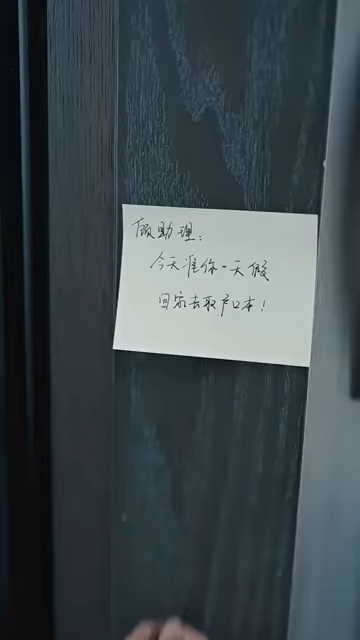 顾助理：
今天准你一天假
回家去取户口本！